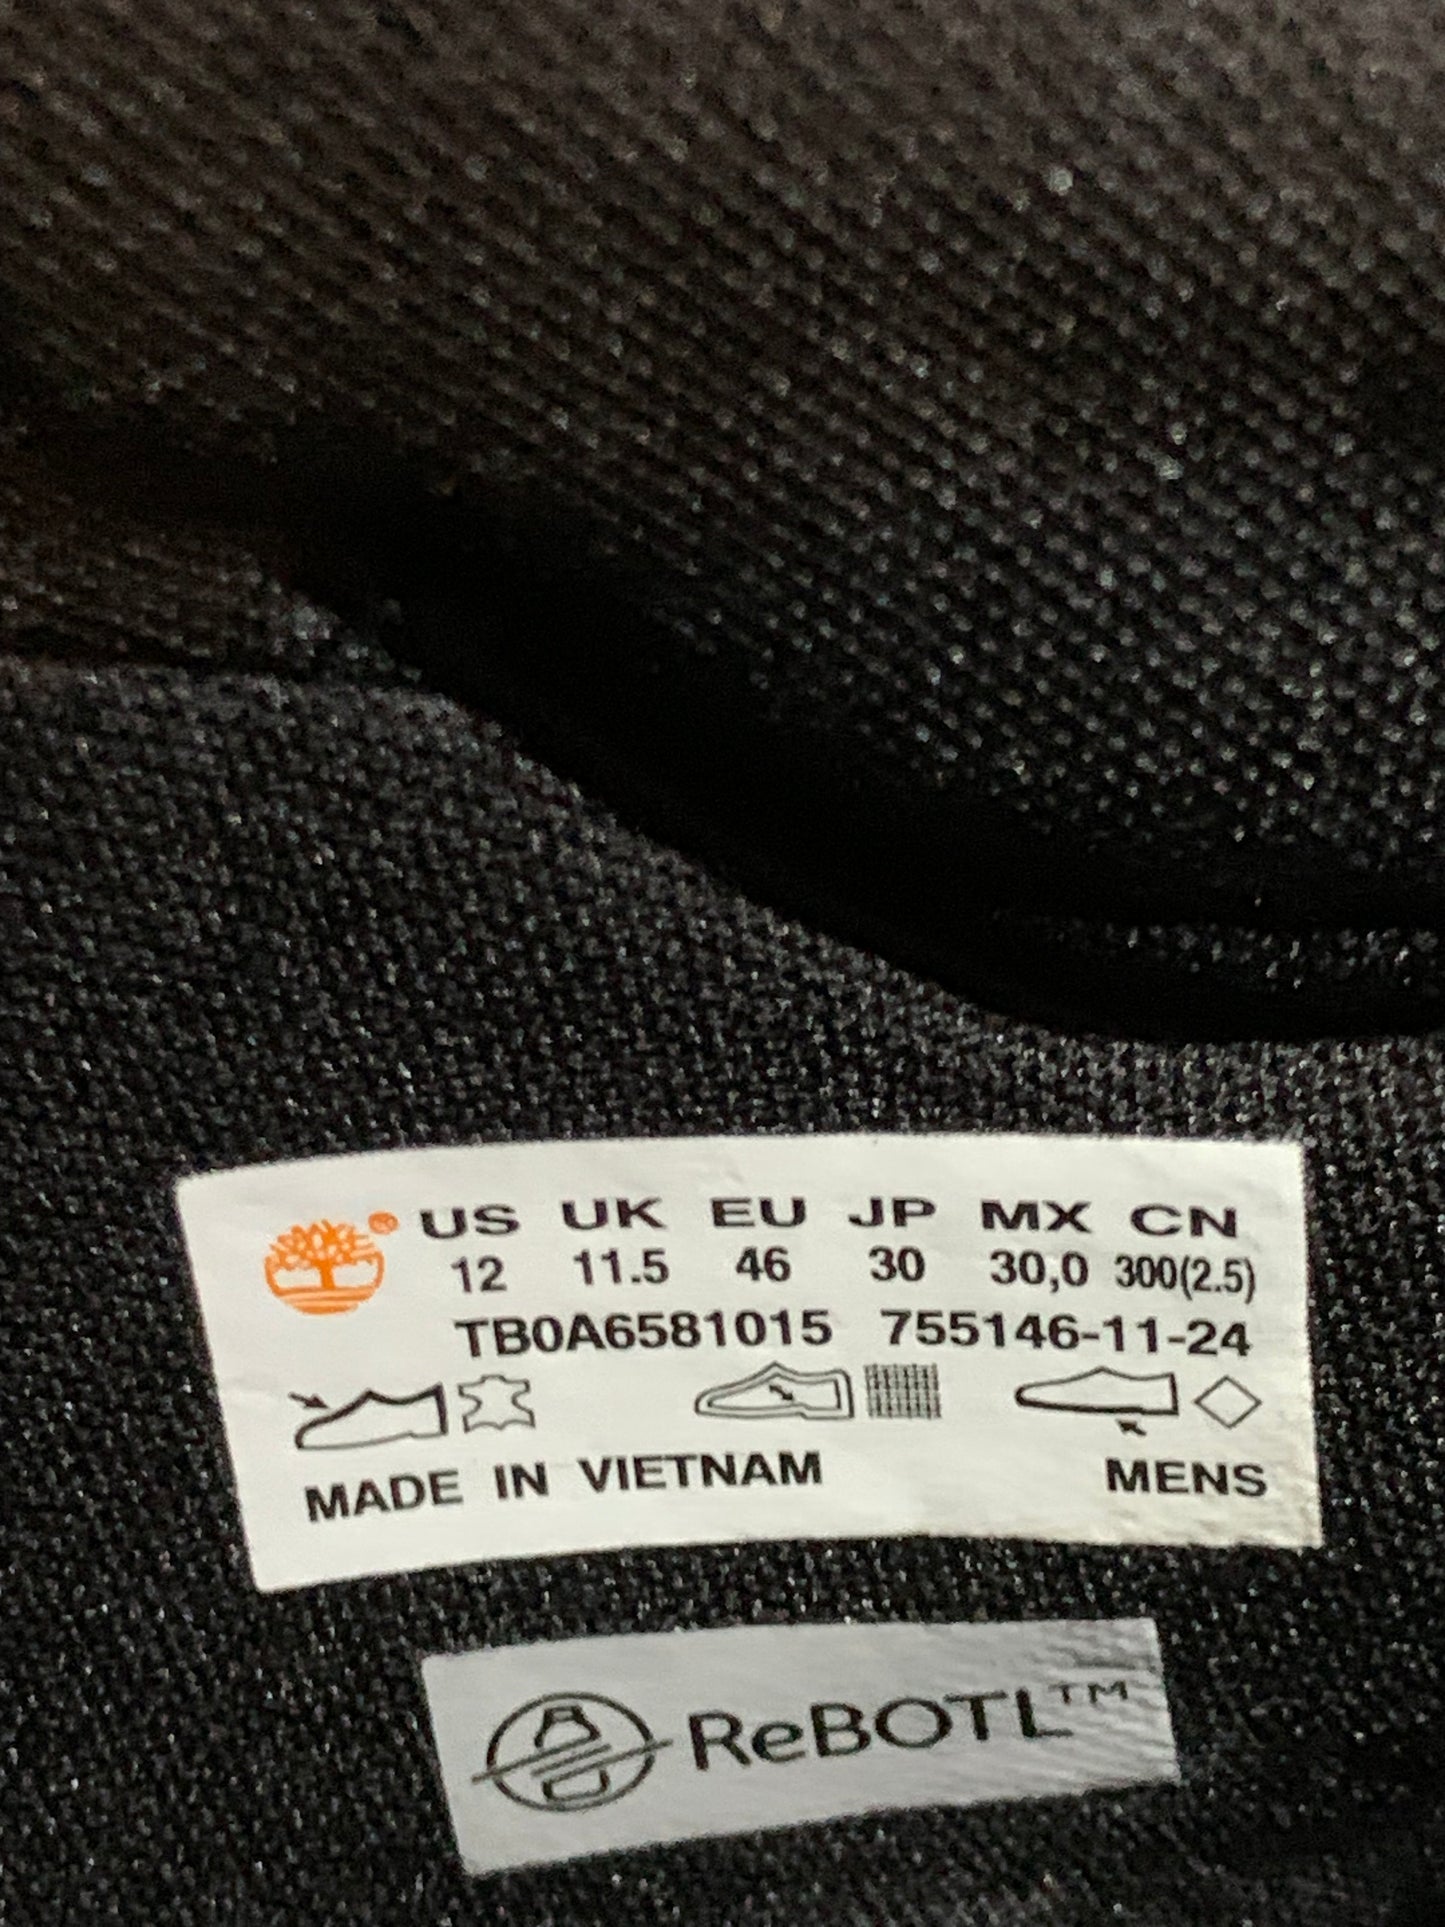 US UK EU JP MX CN
12 11.5 46 30 30,0 300(2.5)
TB0A6581015 755146-11-24
MADE IN VIETNAM MENS
ReBOTL™